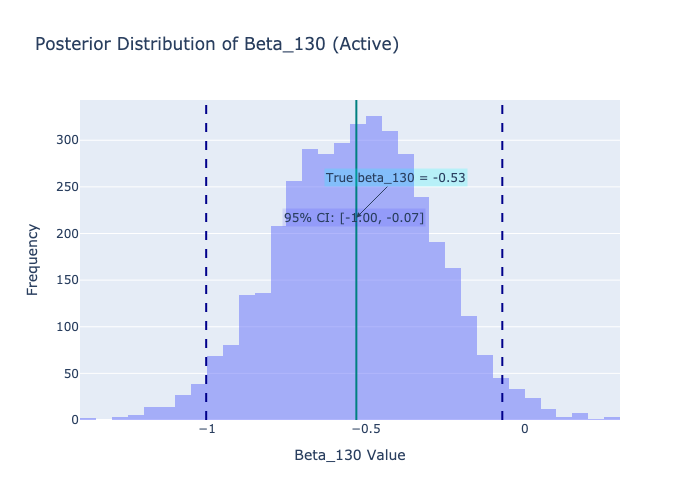 Posterior Distribution of Beta_130 (Active)
300
250
200
150
100
50
0
Frequency
True beta_130 = -0.53
95% CI: [-1.00, -0.07]
−1
−0.5
0
Beta_130 Value